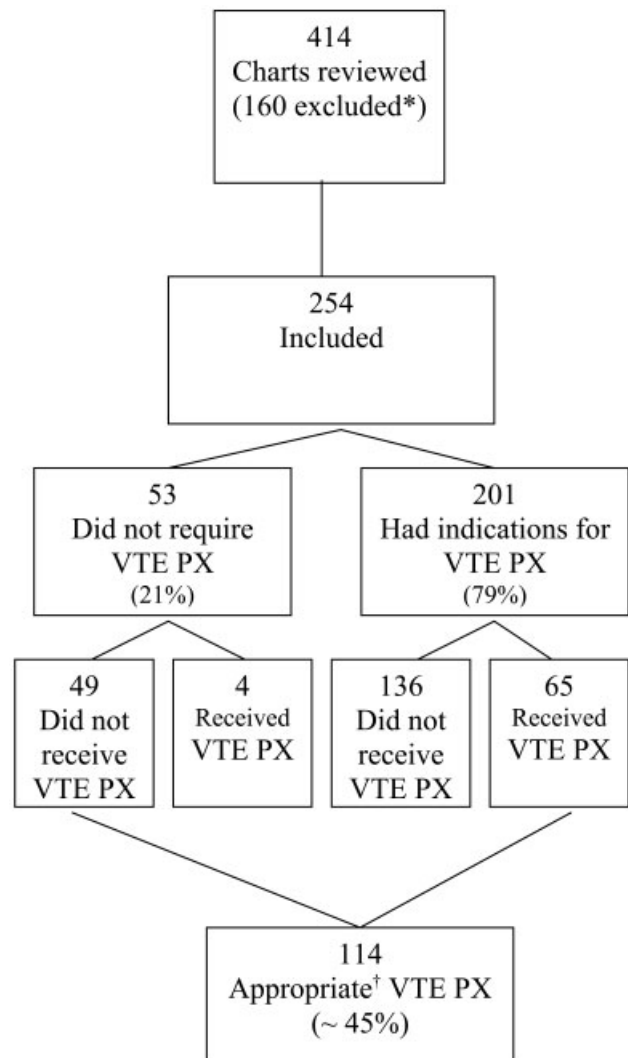 414
Charts reviewed
(160 excluded*)
254
Included
53
Did not require
VTE PX
(21%)
201
Had indications for
VTE PX
(79%)
49
Did not
receive
VTE PX
4
Received
VTE PX
136
Did not
receive
VTE PX
65
Received
VTE PX
114
Appropriate† VTE PX
(~ 45%)